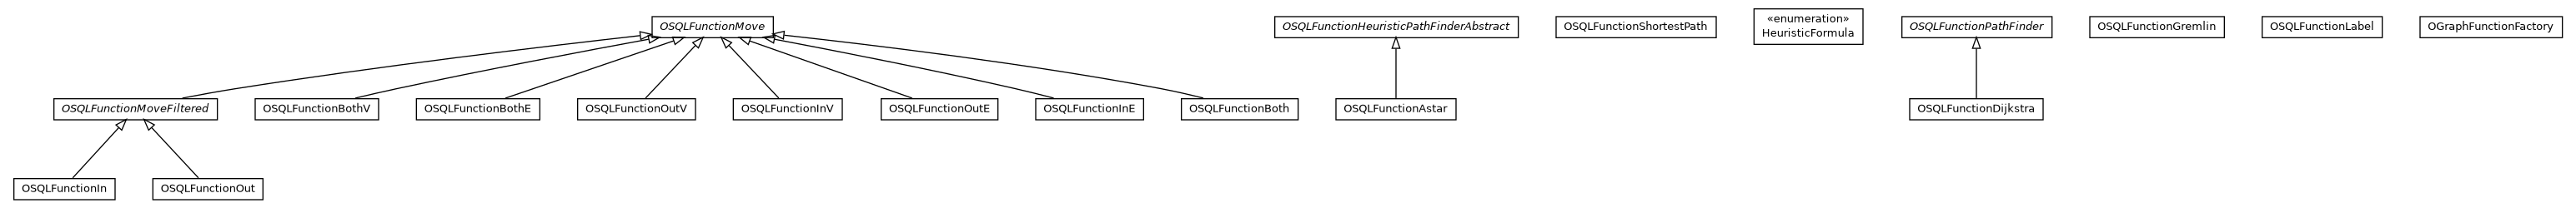 OSQLFunctionMove
OSQLFunctionHeuristicPathFinderAbstract
OSQLFunctionShortestPath
«enumeration»
HeuristicFormula
OSQLFunctionPathFinder
OSQLFunctionGremlin
OSQLFunctionLabel
OGraphFunctionFactory
OSQLFunctionMoveFiltered
OSQLFunctionBothV
OSQLFunctionBothE
OSQLFunctionOutV
OSQLFunctionInV
OSQLFunctionOutE
OSQLFunctionInE
OSQLFunctionBoth
OSQLFunctionAstar
OSQLFunctionDijkstra
OSQLFunctionIn
OSQLFunctionOut